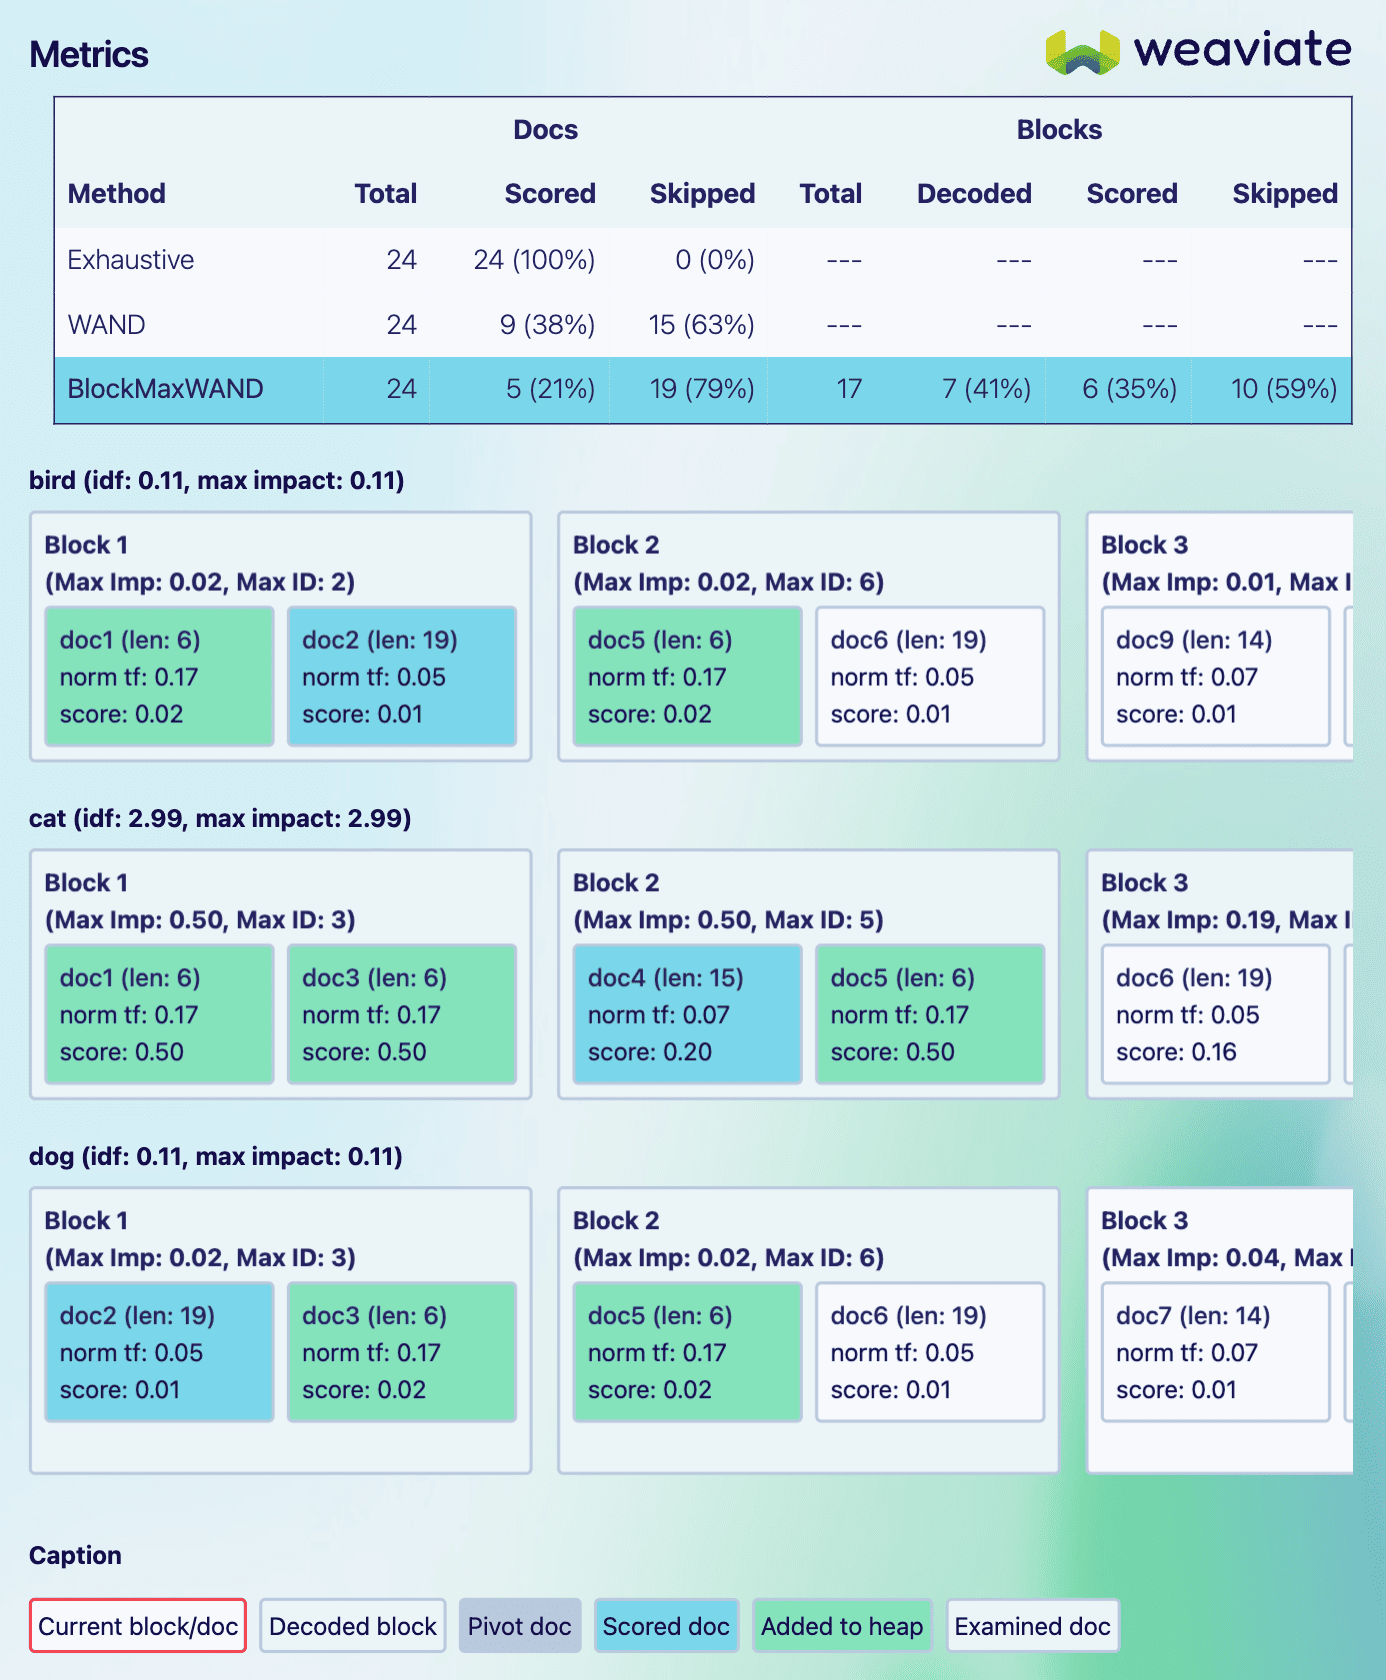 Metrics
weaviate
Docs Blocks
Method Total Scored Skipped Total Decoded Scored Skipped
Exhaustive 24 24 (100%) 0 (0%) --- --- --- ---
WAND 24 9 (38%) 15 (63%) --- --- --- ---
BlockMaxWAND 24 5 (21%) 19 (79%) 17 7 (41%) 6 (35%) 10 (59%)
bird (idf: 0.11, max impact: 0.11)
Block 1 Block 2 Block 3
(Max Imp: 0.02, Max ID: 2) (Max Imp: 0.02, Max ID: 6) (Max Imp: 0.01, Max
doc1 (len: 6) doc2 (len: 19) doc5 (len: 6) doc6 (len: 19) doc9 (len: 14)
norm tf: 0.17 norm tf: 0.05 norm tf: 0.17 norm tf: 0.05 norm tf: 0.07
score: 0.02 score: 0.01 score: 0.02 score: 0.01 score: 0.01
cat (idf: 2.99, max impact: 2.99)
Block 1 Block 2 Block 3
(Max Imp: 0.50, Max ID: 3) (Max Imp: 0.50, Max ID: 5) (Max Imp: 0.19, Max
doc1 (len: 6) doc3 (len: 6) doc4 (len: 15) doc5 (len: 6) doc6 (len: 19)
norm tf: 0.17 norm tf: 0.17 norm tf: 0.07 norm tf: 0.17 norm tf: 0.05
score: 0.50 score: 0.50 score: 0.20 score: 0.50 score: 0.16
dog (idf: 0.11, max impact: 0.11)
Block 1 Block 2 Block 3
(Max Imp: 0.02, Max ID: 3) (Max Imp: 0.02, Max ID: 6) (Max Imp: 0.04, Max
doc2 (len: 19) doc3 (len: 6) doc5 (len: 6) doc6 (len: 19) doc7 (len: 14)
norm tf: 0.05 norm tf: 0.17 norm tf: 0.17 norm tf: 0.05 norm tf: 0.07
score: 0.01 score: 0.02 score: 0.02 score: 0.01 score: 0.01
Caption
Current block/doc Decoded block Pivot doc Scored doc Added to heap Examined doc